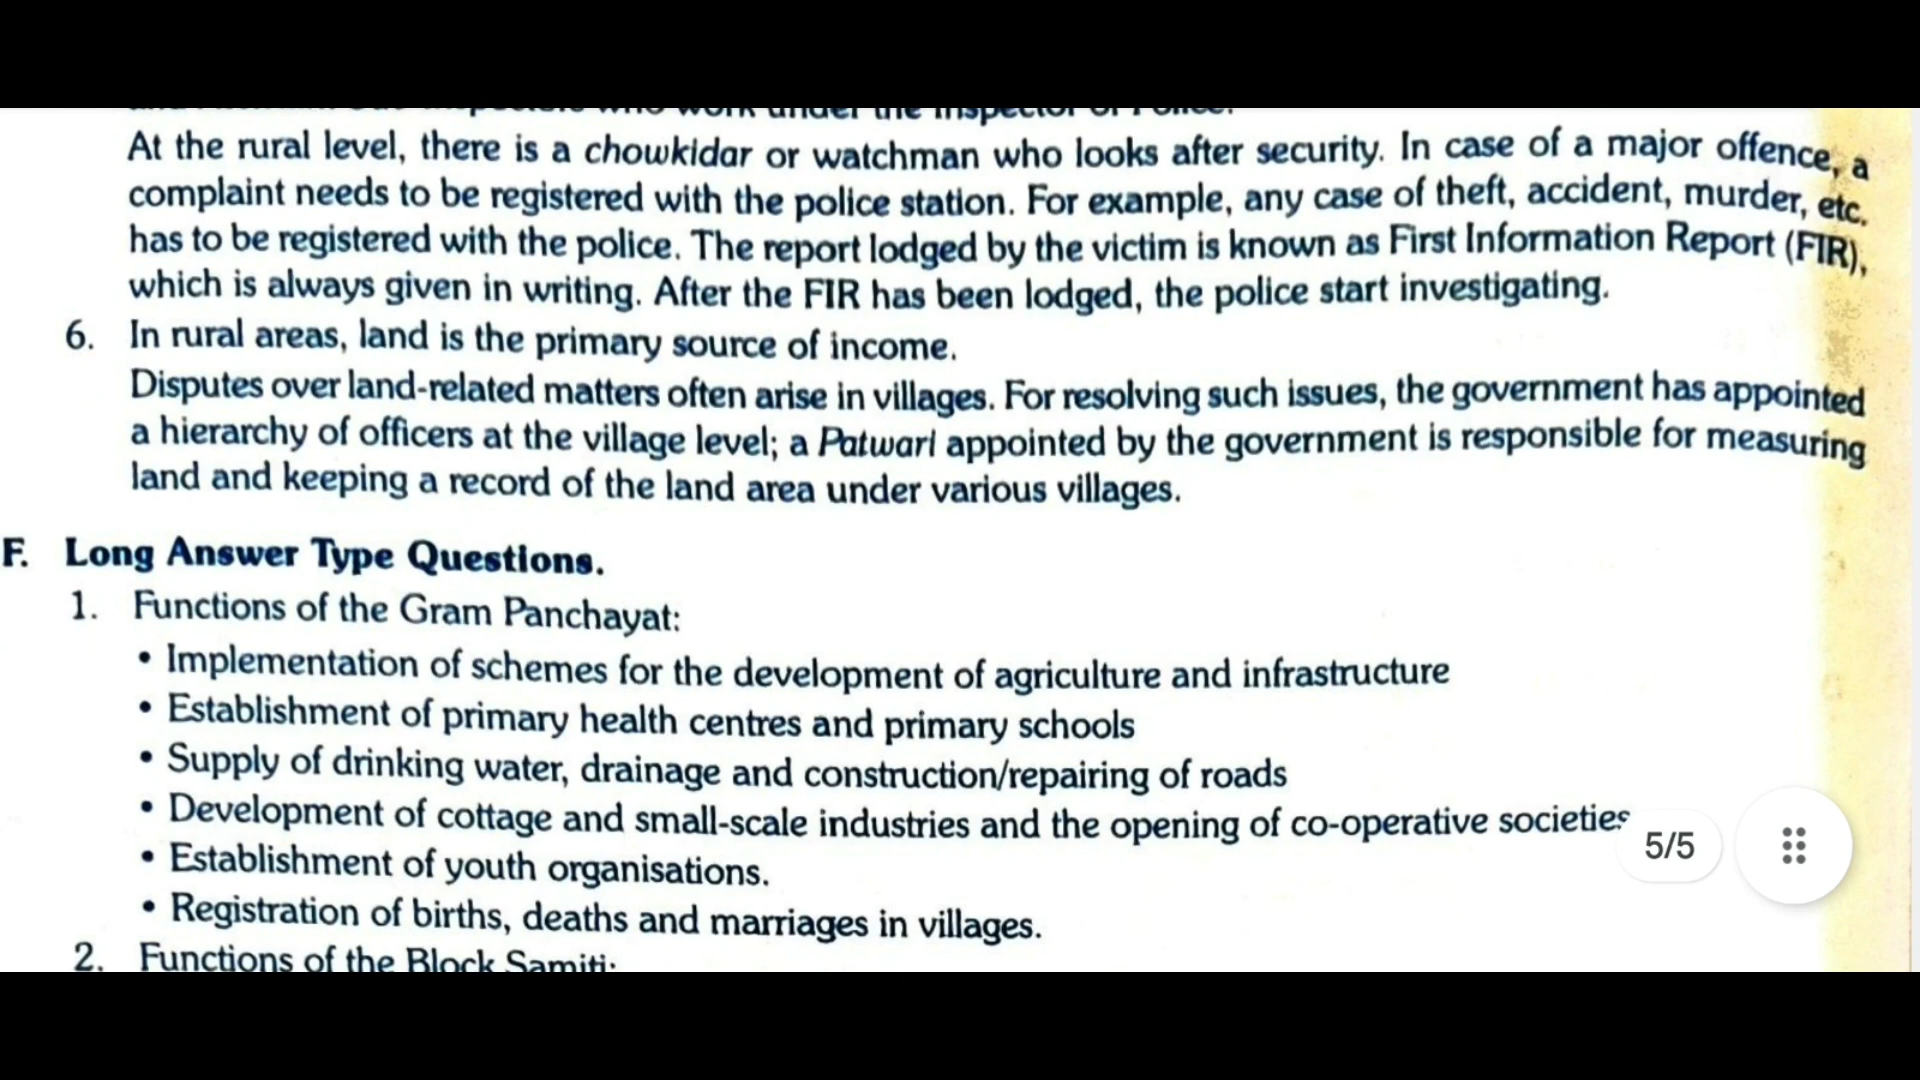 who work under the Inspector of Police.
At the rural level, there is a chowkidar or watchman who looks after security. In case of a major offence, a
complaint needs to be registered with the police station. For example, any case of theft, accident, murder, etc.
has to be registered with the police. The report lodged by the victim is known as First Information Report (FIR),
which is always given in writing. After the FIR has been lodged, the police start investigating.
6. In rural areas, land is the primary source of income.
Disputes over land-related matters often arise in villages. For resolving such issues, the government has appointed
a hierarchy of officers at the village level; a Patwari appointed by the government is responsible for measuring
land and keeping a record of the land area under various villages.
F. Long Answer Type Questions.
1. Functions of the Gram Panchayat:
• Implementation of schemes for the development of agriculture and infrastructure
• Establishment of primary health centres and primary schools
• Supply of drinking water, drainage and construction/repairing of roads
• Development of cottage and small-scale industries and the opening of co-operative societies
5/5
• Establishment of youth organisations.
• Registration of births, deaths and marriages in villages.
2. Functions of the Block Samiti: